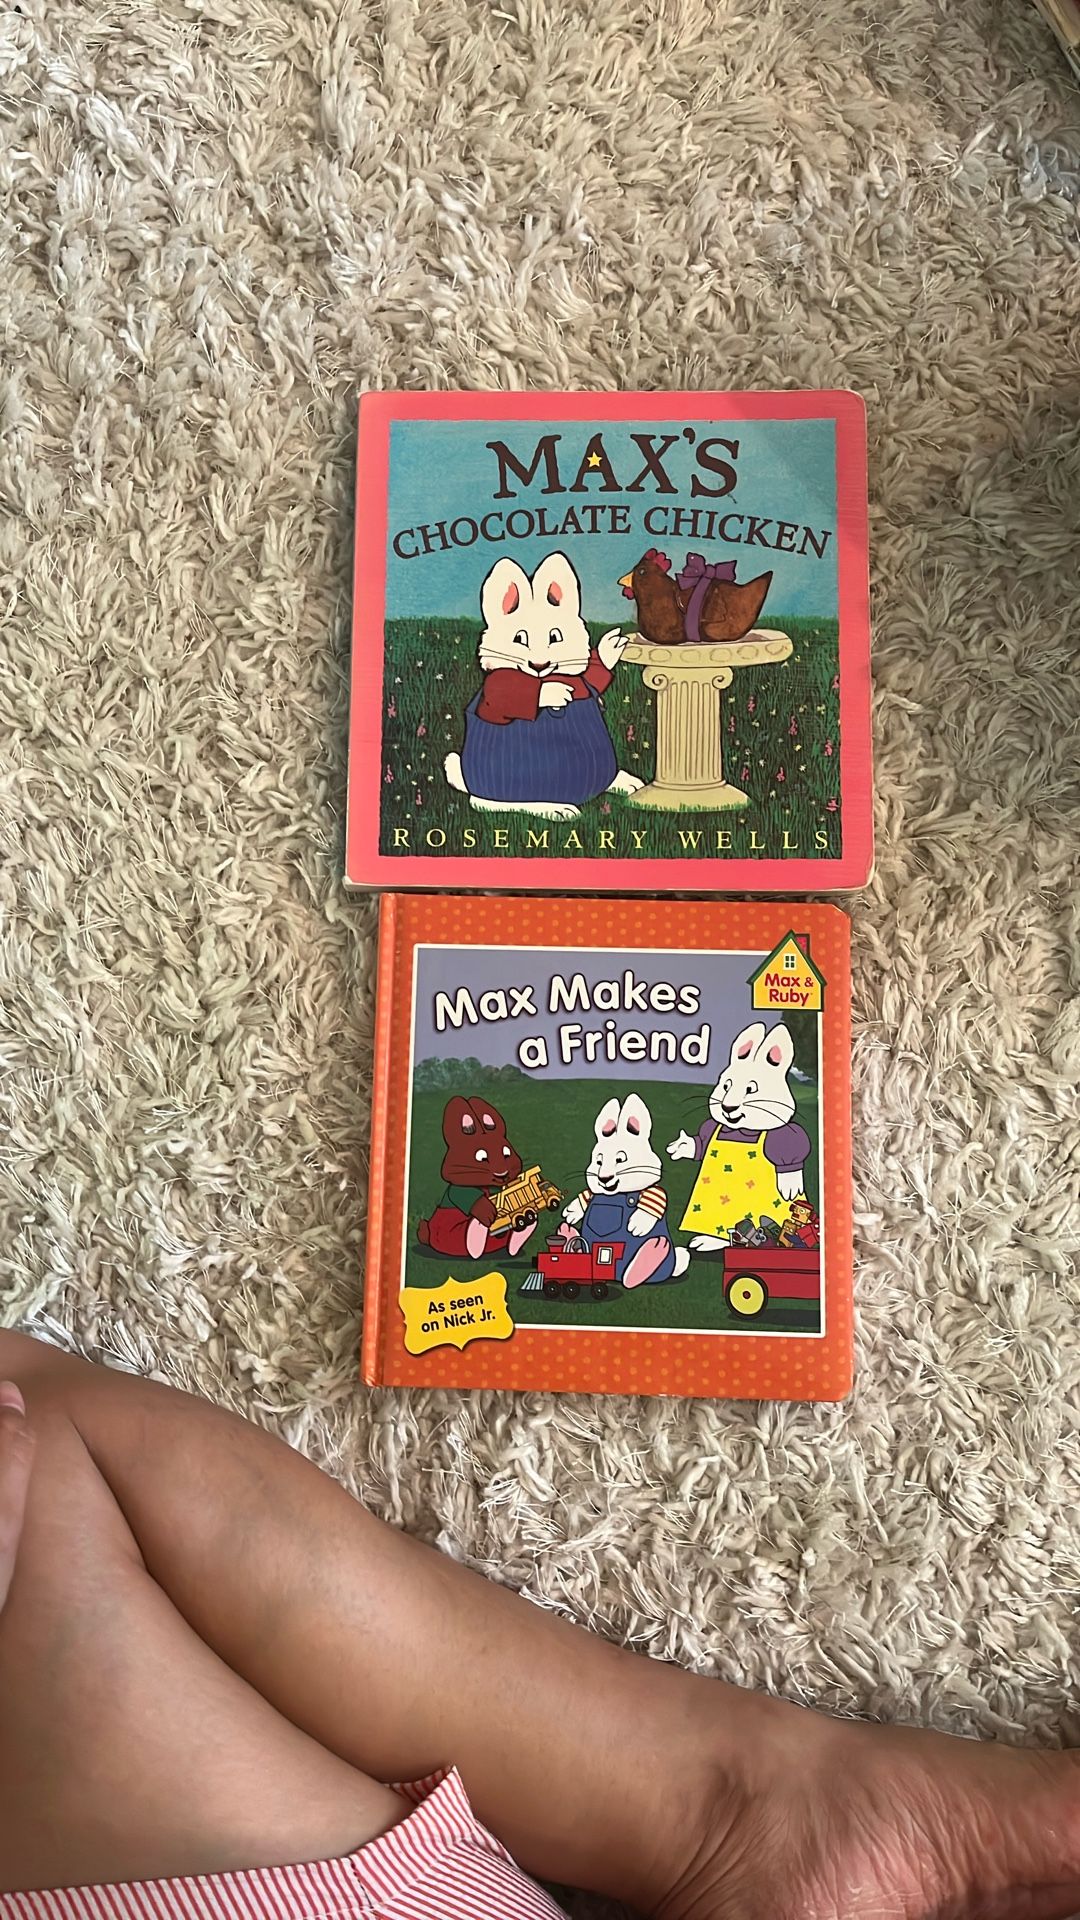 MAX'S
CHOCOLATE CHICKEN
ROSEMARY WELLS
Max &
Ruby
Max Makes
a Friend
As seen
on Nick Jr.